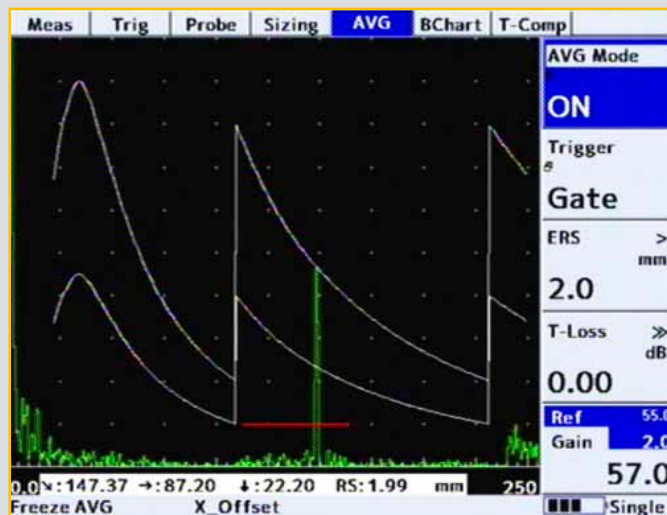 Meas Trig Probe Sizing AVG BChart T-Comp
AVG Mode
ON
Trigger
Gate
ERS >
mm
2.0
T-Loss ≫
dB
0.00
Ref 55.0
Gain 2.0
57.0
0.0 ↘:147.37 →:87.20 ↓:22.20 RS:1.99 mm 250
Freeze AVG X_Offset Single